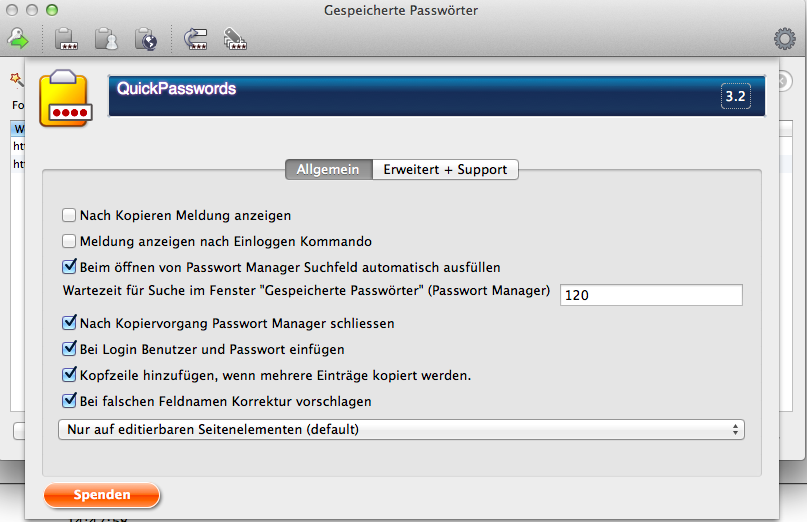 Gespeicherte Passwörter
QuickPasswords
3.2
Fo
W
ht
ht
Allgemein
Erweitert + Support
Nach Kopieren Meldung anzeigen
Meldung anzeigen nach Einloggen Kommando
Beim öffnen von Passwort Manager Suchfeld automatisch ausfüllen
Wartezeit für Suche im Fenster "Gespeicherte Passwörter" (Passwort Manager)
120
Nach Kopiervorgang Passwort Manager schliessen
Bei Login Benutzer und Passwort einfügen
Kopfzeile hinzufügen, wenn mehrere Einträge kopiert werden.
Bei falschen Feldnamen Korrektur vorschlagen
Nur auf editierbaren Seitenelementen (default)
Spenden